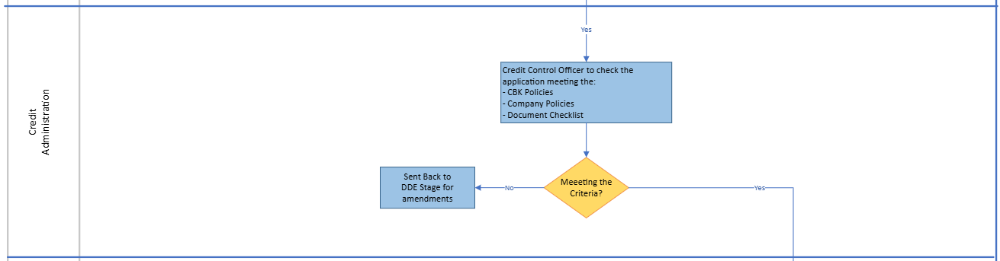 Yes
Credit Control Officer to check the
application meeting the:
- CBK Policies
- Company Policies
- Document Checklist
Credit
Administration
Sent Back to
DDE Stage for
amendments
No
Meeeting the
Criteria?
Yes